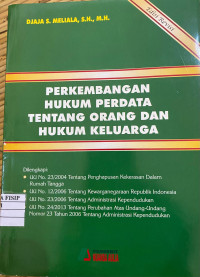 DJAJA S. MELIALA, S.H., M.H.
Edisi Revisi
PERKEMBANGAN
HUKUM PERDATA
TENTANG ORANG DAN
HUKUM KELUARGA
Dilengkapi:
UU No. 23/2004 Tentang Penghapusan Kekerasan Dalam
Rumah Tangga
UU No. 12/2006 Tentang Kewarganegaraan Republik Indonesia
UU No. 23/2006 Tentang Administrasi Kependudukan
UU No. 24/2013 Tentang Perubahan Atas Undang-Undang
Nomor 23 Tahun 2006 Tentang Administrasi Kependudukan
FISIP